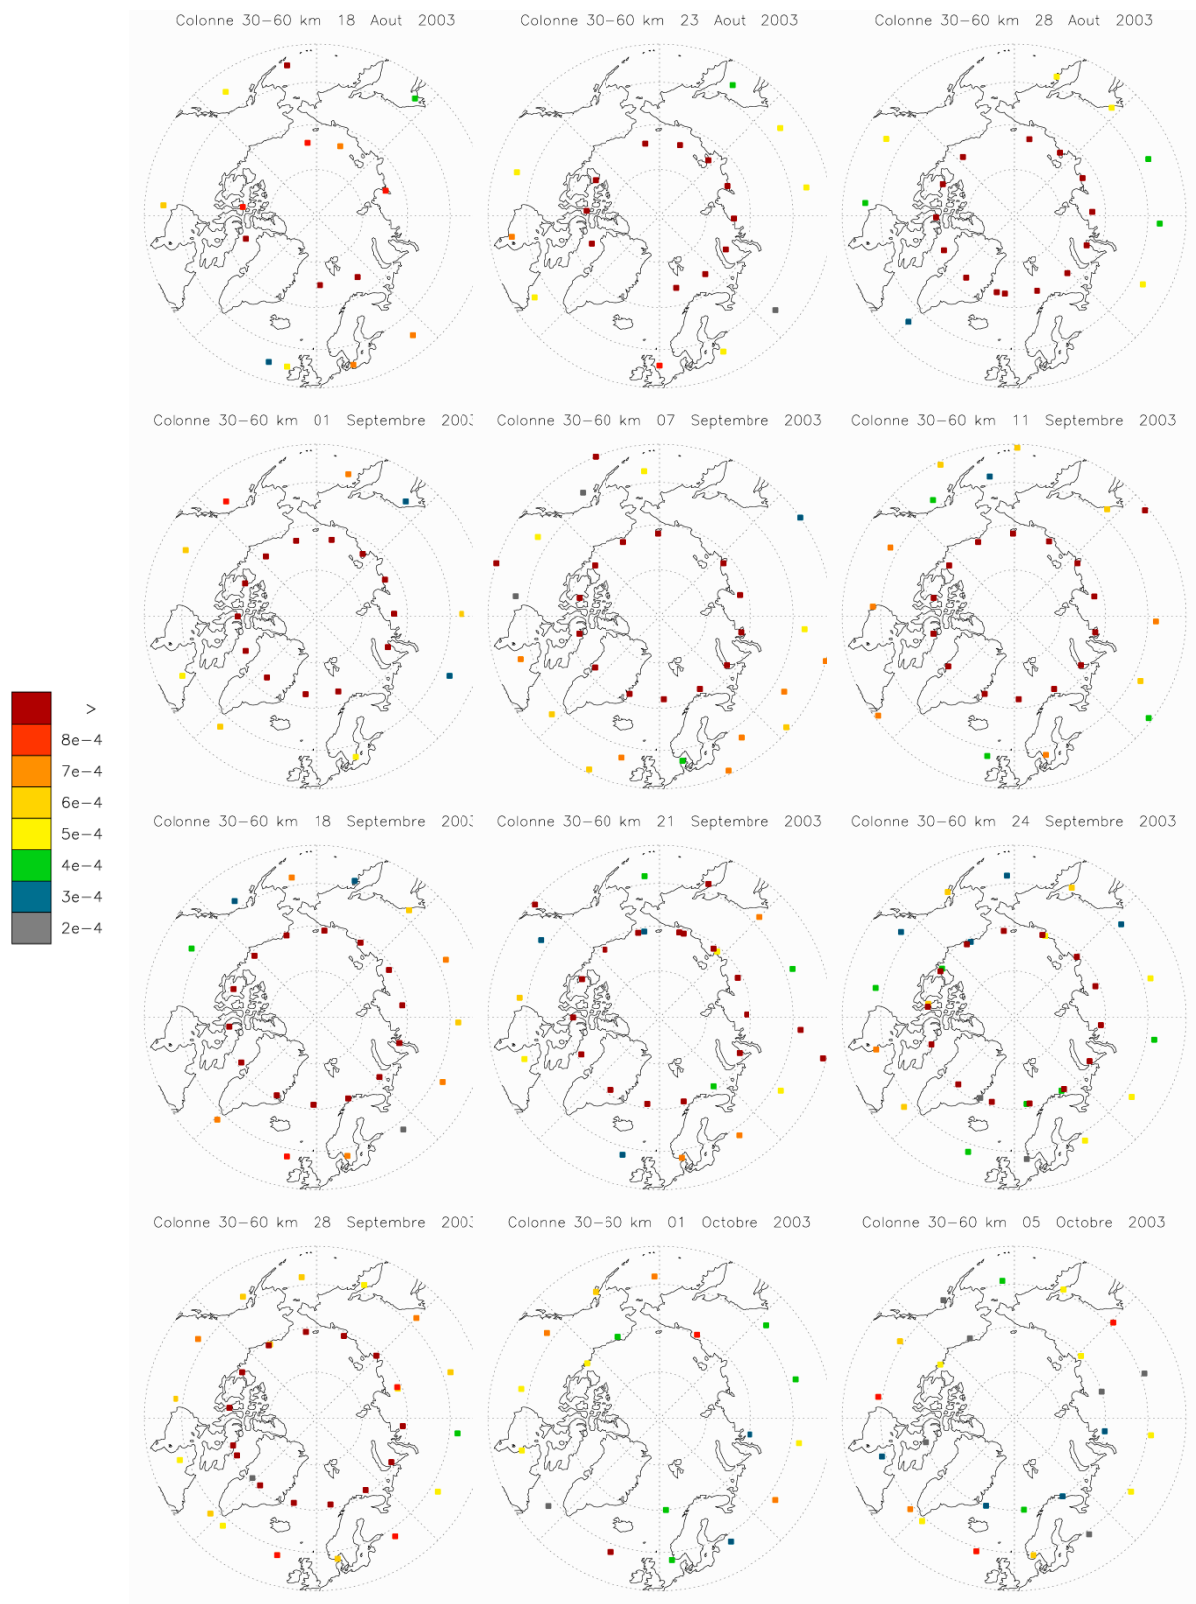 Colonne 30-60 km 18 Aout 2003
Colonne 30-60 km 23 Aout 2003
Colonne 30-60 km 28 Aout 2003
Colonne 30-60 km 01 Septembre 2003
Colonne 30-60 km 07 Septembre 2003
Colonne 30-60 km 11 Septembre 2003
>
8e-4
7e-4
6e-4
5e-4
4e-4
3e-4
2e-4
Colonne 30-60 km 18 Septembre 2003
Colonne 30-60 km 21 Septembre 2003
Colonne 30-60 km 24 Septembre 2003
Colonne 30-60 km 28 Septembre 2003
Colonne 30-60 km 01 Octobre 2003
Colonne 30-60 km 05 Octobre 2003